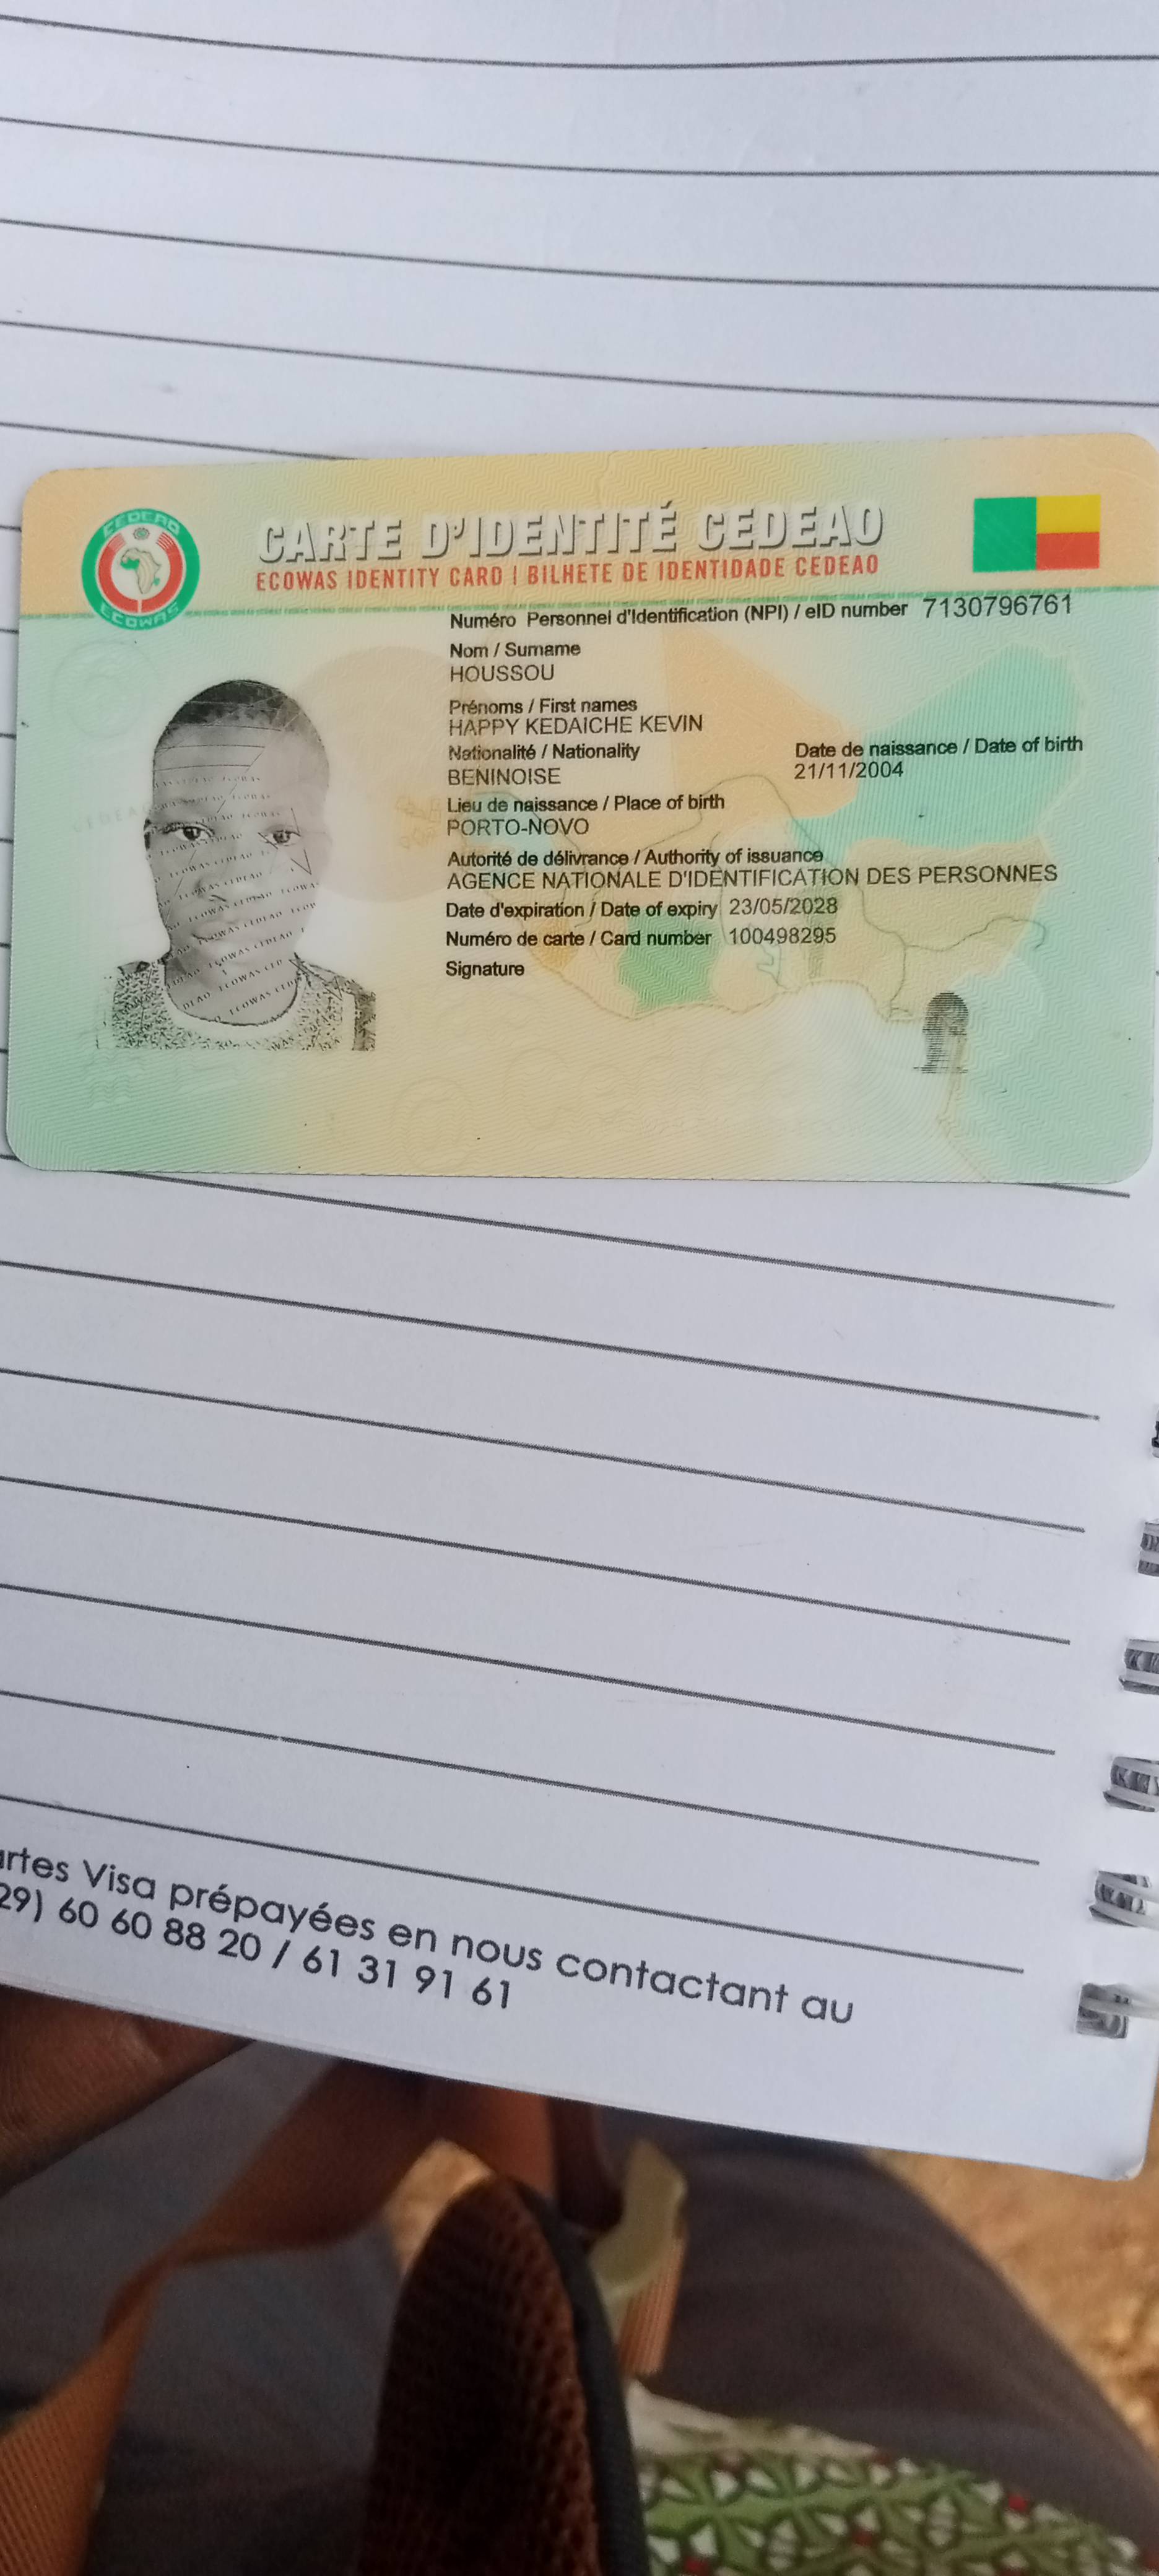 CEDEAO
ECOWAS
CARTE D'IDENTITÉ CEDEAO
ECOWAS IDENTITY CARD | BILHETE DE IDENTIDADE CEDEAO
Numéro Personnel d'Identification (NPI) / eID number 7130796761
Nom / Surname
HOUSSOU
Prénoms / First names
HAPPY KEDAICHE KEVIN
Nationalité / Nationality
BENINOISE
Date de naissance / Date of birth
21/11/2004
Lieu de naissance / Place of birth
PORTO-NOVO
Autorité de délivrance / Authority of issuance
AGENCE NATIONALE D'IDENTIFICATION DES PERSONNES
Date d'expiration / Date of expiry 23/05/2028
Numéro de carte / Card number 100498295
Signature
artes Visa prépayées en nous contactant au
29) 60 60 88 20 / 61 31 91 61